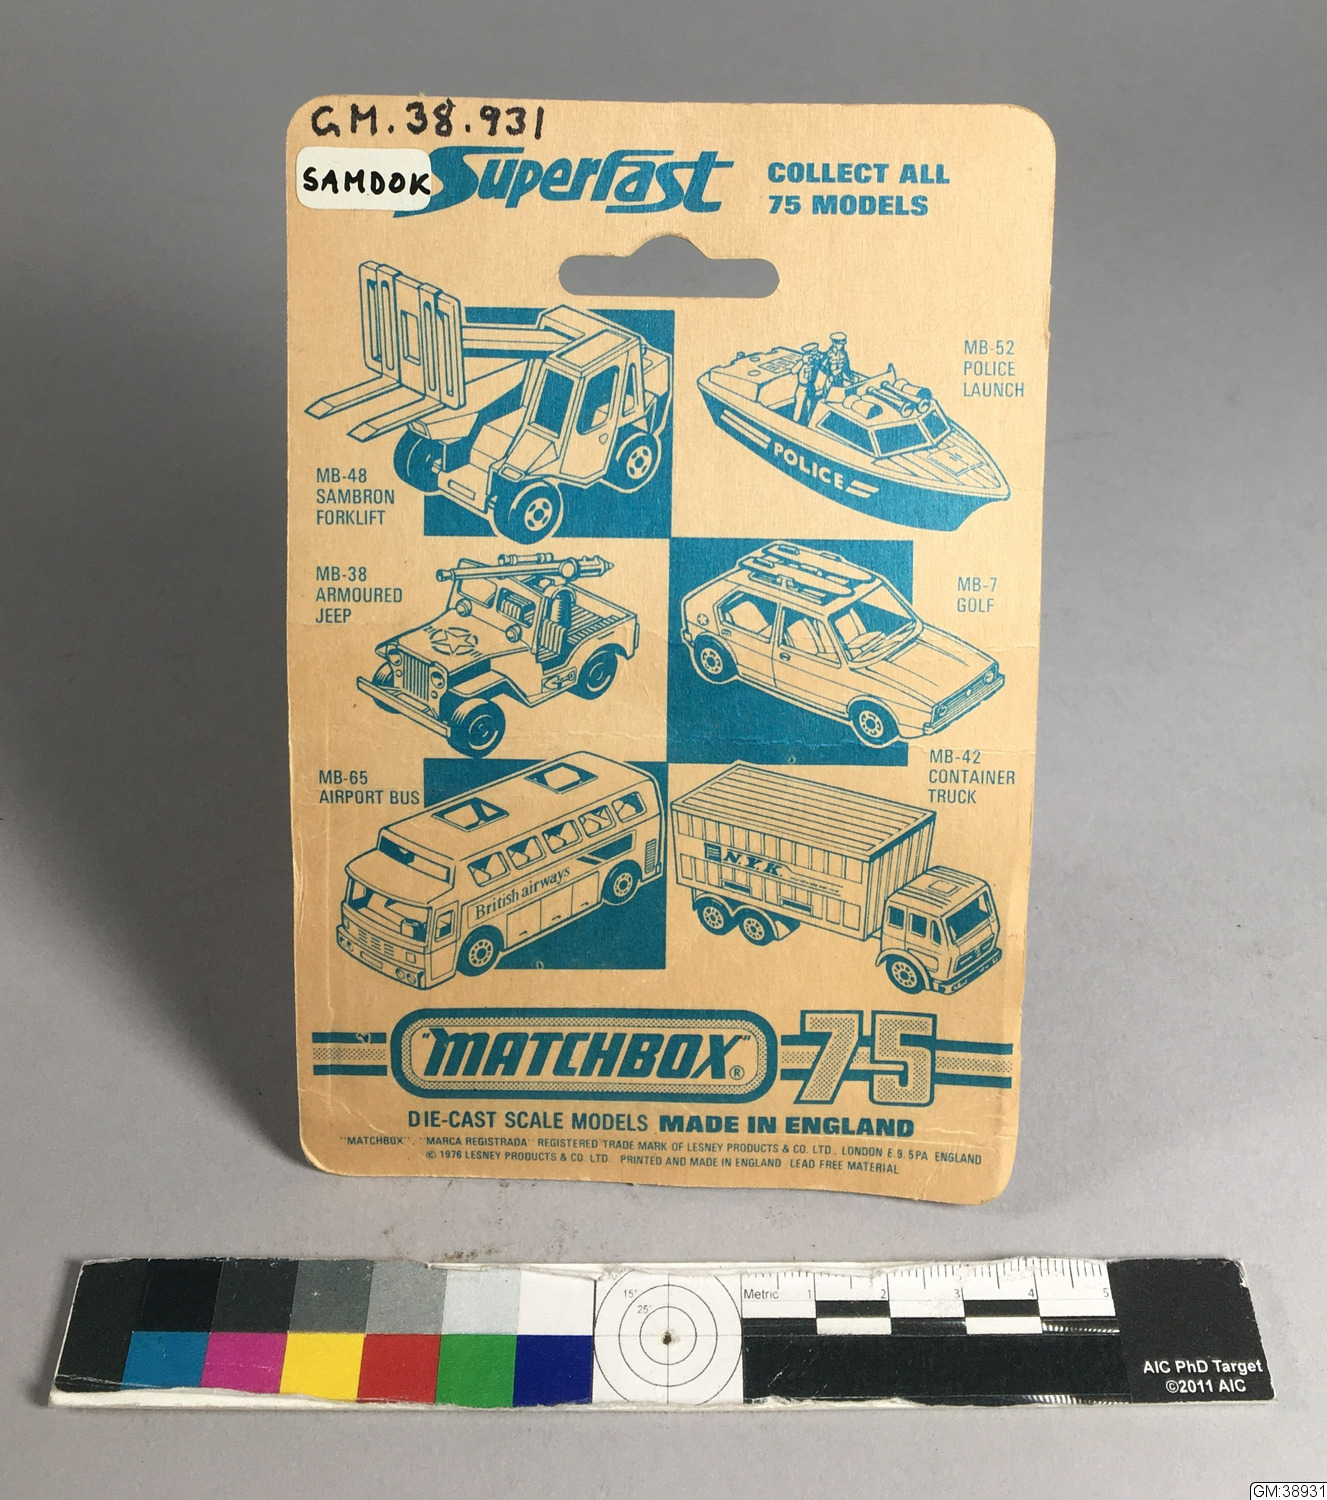 GM.38.931
SAMDOK
Superfast
COLLECT ALL
75 MODELS
MB-52
POLICE
LAUNCH
POLICE
MB-48
SAMBRON
FORKLIFT
MB-38
ARMOURED
JEEP
MB-7
GOLF
MB-65
AIRPORT BUS
British airways
MB-42
CONTAINER
TRUCK
N.Y.K.
"MATCHBOX"® 75
DIE-CAST SCALE MODELS MADE IN ENGLAND
"MATCHBOX". "MARCA REGISTRADA" REGISTERED TRADE MARK OF LESNEY PRODUCTS & CO. LTD., LONDON E.9. 5PA ENGLAND
© 1976 LESNEY PRODUCTS & CO. LTD. PRINTED AND MADE IN ENGLAND LEAD FREE MATERIAL
15°
25°
Metric 1 2 3 4 5
AIC PhD Target
©2011 AIC
GM:38931